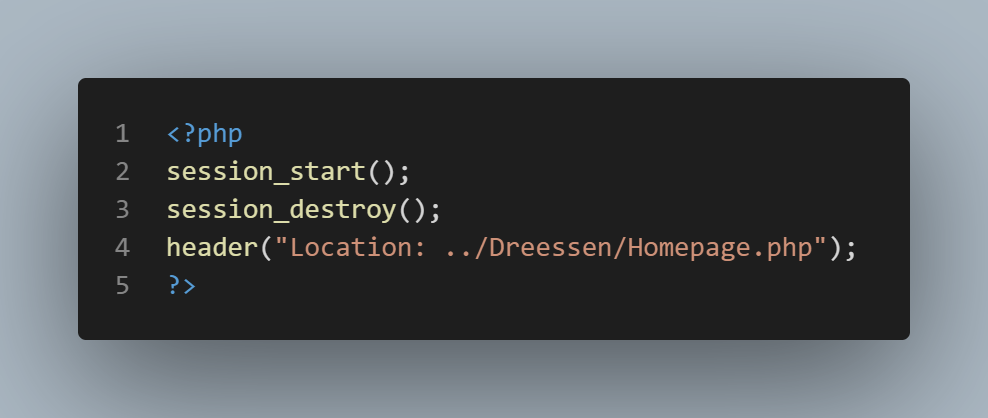 1 <?php
2 session_start();
3 session_destroy();
4 header("Location: ../Dreessen/Homepage.php");
5 ?>